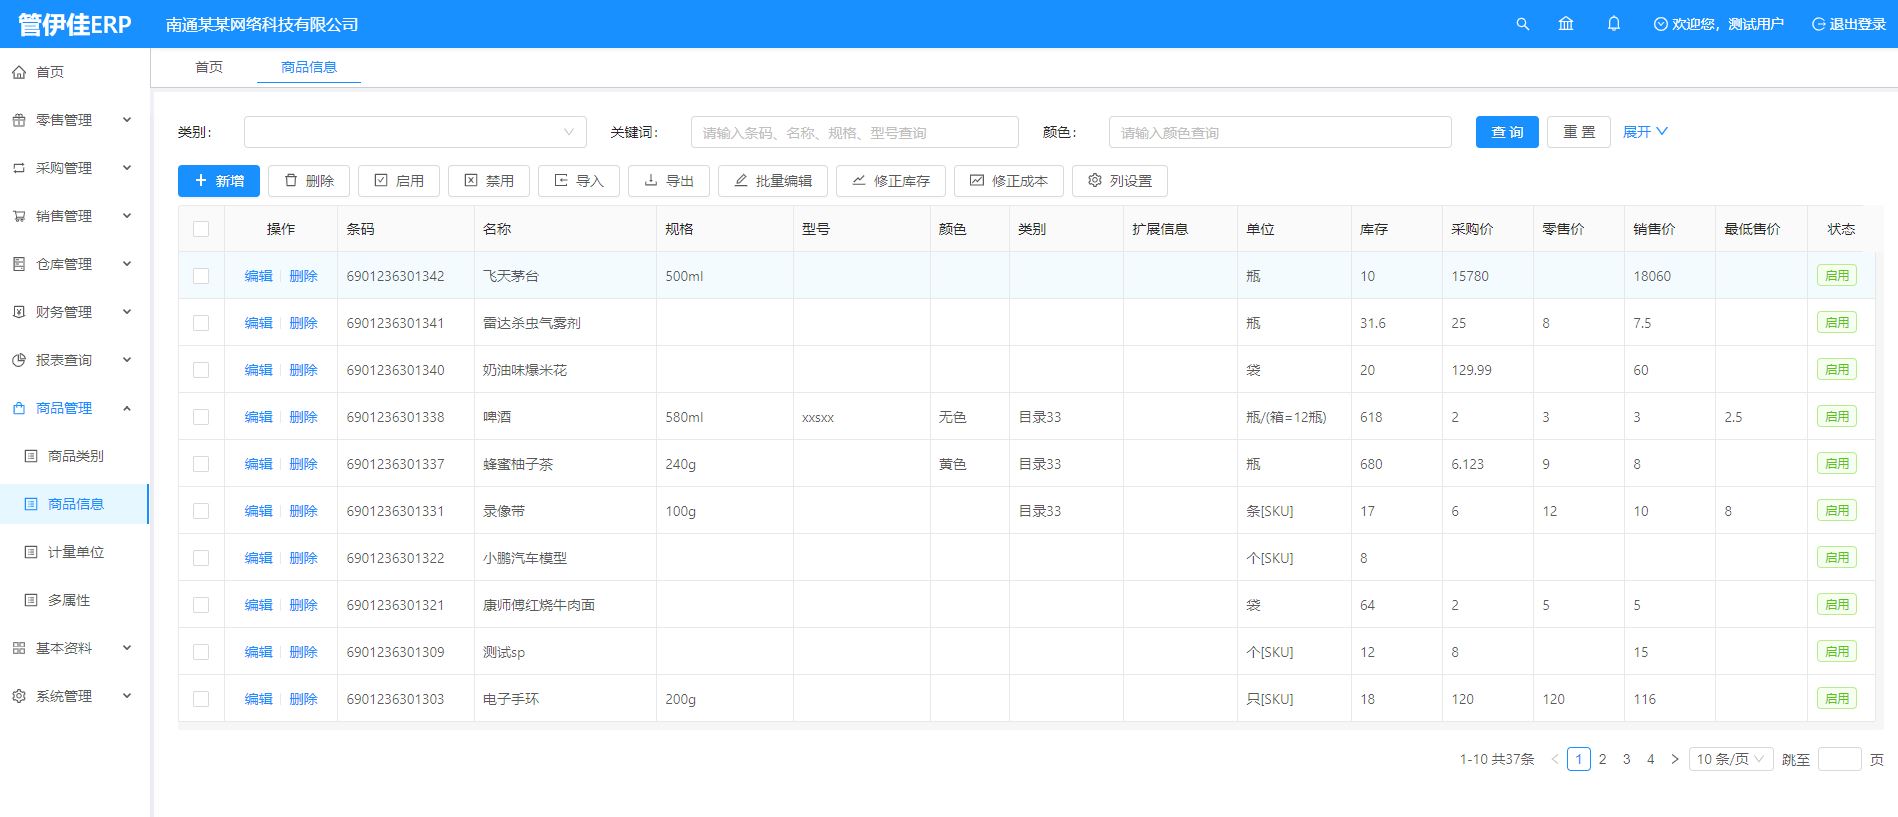 管伊佳ERP 南通某某网络科技有限公司 欢迎您，测试用户 退出登录
首页
零售管理
采购管理
销售管理
仓库管理
财务管理
报表查询
商品管理
商品类别
商品信息
计量单位
多属性
基本资料
系统管理
首页 商品信息
类别： 关键词： 请输入条码、名称、规格、型号查询 颜色： 请输入颜色查询 查询 重置 展开
新增 删除 启用 禁用 导入 导出 批量编辑 修正库存 修正成本 列设置
操作 条码 名称 规格 型号 颜色 类别 扩展信息 单位 库存 采购价 零售价 销售价 最低售价 状态
编辑 删除 6901236301342 飞天茅台 500ml 瓶 10 15780 18060 启用
编辑 删除 6901236301341 雷达杀虫气雾剂 瓶 31.6 25 8 7.5 启用
编辑 删除 6901236301340 奶油味爆米花 袋 20 129.99 60 启用
编辑 删除 6901236301338 啤酒 580ml xxsxx 无色 目录33 瓶/(箱=12瓶) 618 2 3 3 2.5 启用
编辑 删除 6901236301337 蜂蜜柚子茶 240g 黄色 目录33 瓶 680 6.123 9 8 启用
编辑 删除 6901236301331 录像带 100g 目录33 条[SKU] 17 6 12 10 8 启用
编辑 删除 6901236301322 小鹏汽车模型 个[SKU] 8 启用
编辑 删除 6901236301321 康师傅红烧牛肉面 袋 64 2 5 5 启用
编辑 删除 6901236301309 测试sp 个[SKU] 12 8 15 启用
编辑 删除 6901236301303 电子手环 200g 只[SKU] 18 120 120 116 启用
1-10 共37条 < 1 2 3 4 > 10 条/页 跳至 页